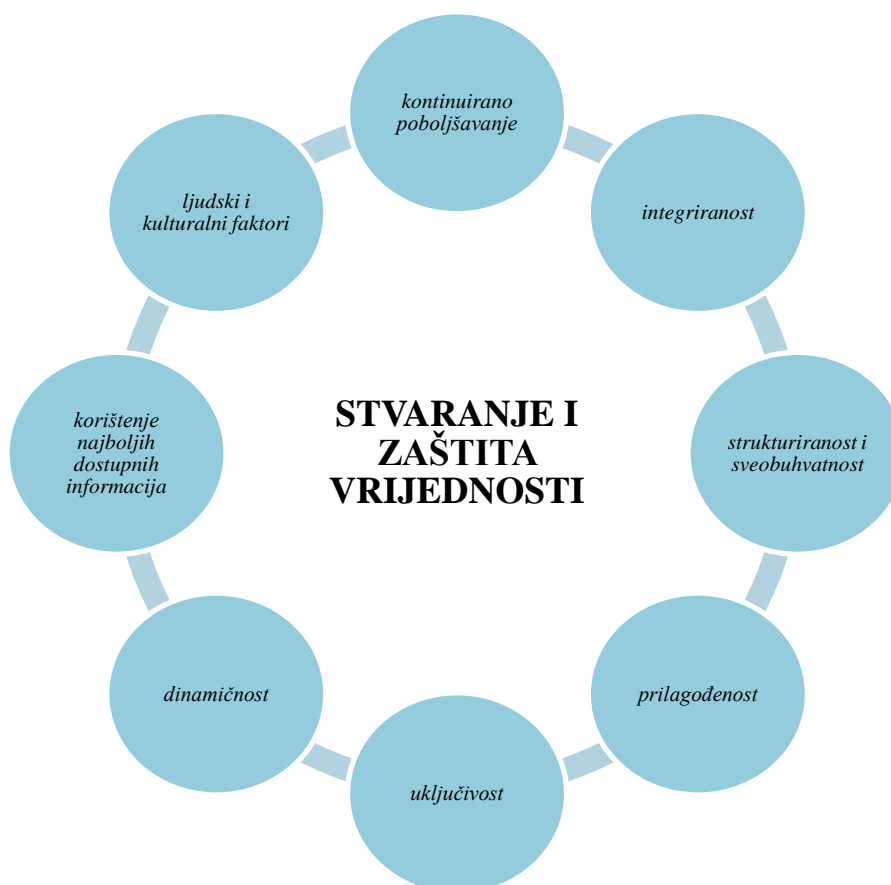 kontinuirano
poboljšavanje
integriranost
strukturiranost i
sveobuhvatnost
prilagođenost
uključivost
dinamičnost
korištenje
najboljih
dostupnih
informacija
ljudski i
kulturalni faktori
STVARANJE I
ZAŠTITA
VRIJEDNOSTI